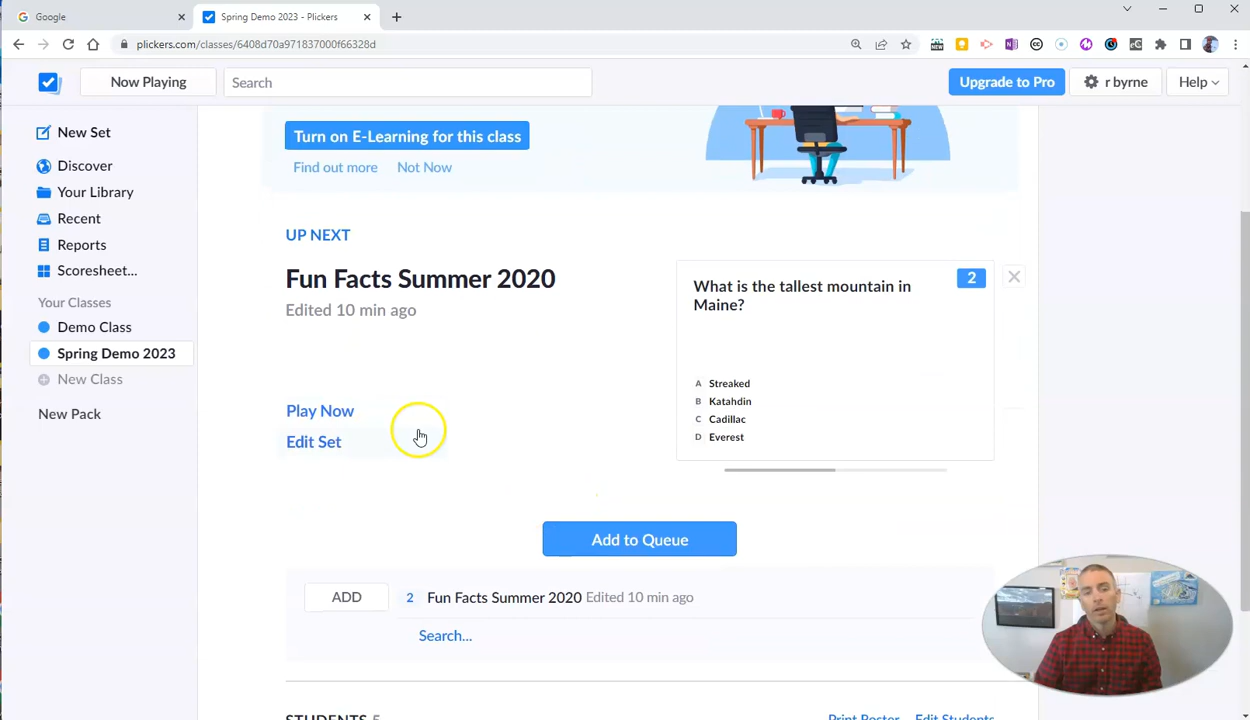 Google
Spring Demo 2023 - Plickers
plickers.com/classes/6408d70a971837000f66328d
Now Playing
Search
Upgrade to Pro
r byrne
Help
New Set
Discover
Your Library
Recent
Reports
Scoresheet...
Your Classes
Demo Class
Spring Demo 2023
New Class
New Pack
Turn on E-Learning for this class
Find out more Not Now
UP NEXT
Fun Facts Summer 2020
Edited 10 min ago
Play Now
Edit Set
What is the tallest mountain in
Maine?
2
A Streaked
B Katahdin
C Cadillac
D Everest
Add to Queue
ADD 2 Fun Facts Summer 2020 Edited 10 min ago
Search...
STUDENTS 5
Print Roster Edit Students